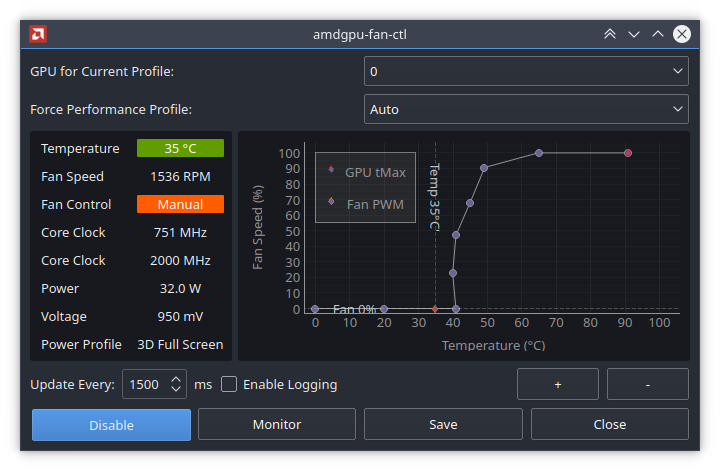 amdgpu-fan-ctl
GPU for Current Profile: 0
Force Performance Profile: Auto
Temperature 35 °C
Fan Speed 1536 RPM
Fan Control Manual
Core Clock 751 MHz
Core Clock 2000 MHz
Power 32.0 W
Voltage 950 mV
Power Profile 3D Full Screen
Fan Speed (%)
100
90
80
70
60
50
40
30
20
10
0
GPU tMax
Fan PWM
Temp 35°C
Fan 0%
0 10 20 30 40 50 60 70 80 90 100
Temperature (°C)
Update Every: 1500 ms Enable Logging + -
Disable Monitor Save Close